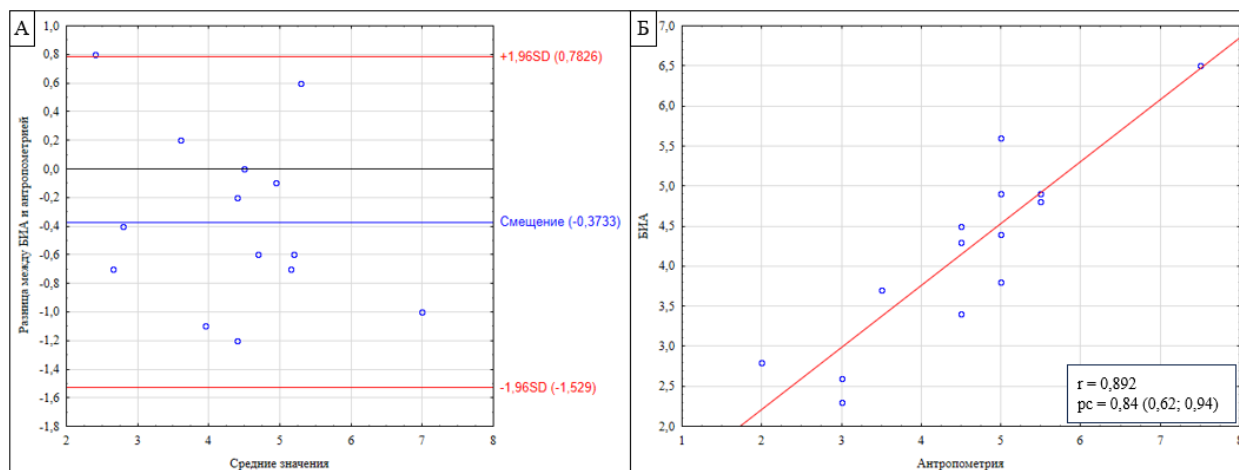 А
Разница между БИА и антропометрией
1,0
0,8
0,6
0,4
0,2
0,0
-0,2
-0,4
-0,6
-0,8
-1,0
-1,2
-1,4
-1,6
-1,8
+1,96SD (0,7826)
Смещение (-0,3733)
-1,96SD (-1,529)
2 3 4 5 6 7 8
Средние значения
Б
БИА
7,0
6,5
6,0
5,5
5,0
4,5
4,0
3,5
3,0
2,5
2,0
r = 0,892
pc = 0,84 (0,62; 0,94)
1 2 3 4 5 6 7 8
Антропометрия